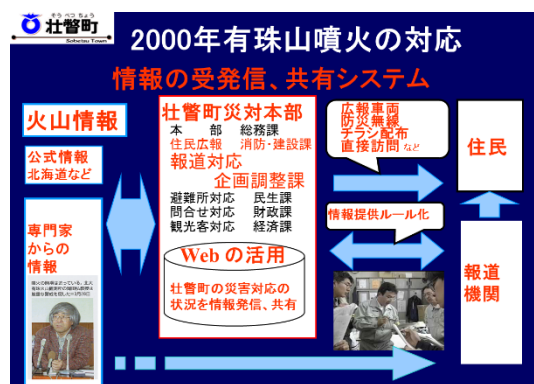 そうべつちょう
壮瞥町
Sobetsu Town
2000年有珠山噴火の対応
情報の受発信、共有システム
火山情報
公式情報
北海道など
専門家
からの
情報
壮瞥町災対本部
本　部　総務課
住民広報　消防・建設課
報道対応
企画調整課
避難所対応　民生課
問合せ対応　財政課
観光客対応　経済課
Webの活用
壮瞥町の災害対応の
状況を情報発信、共有
広報車両
防災無線
チラシ配布
直接訪問 など
情報提供ルール化
住民
報道
機関